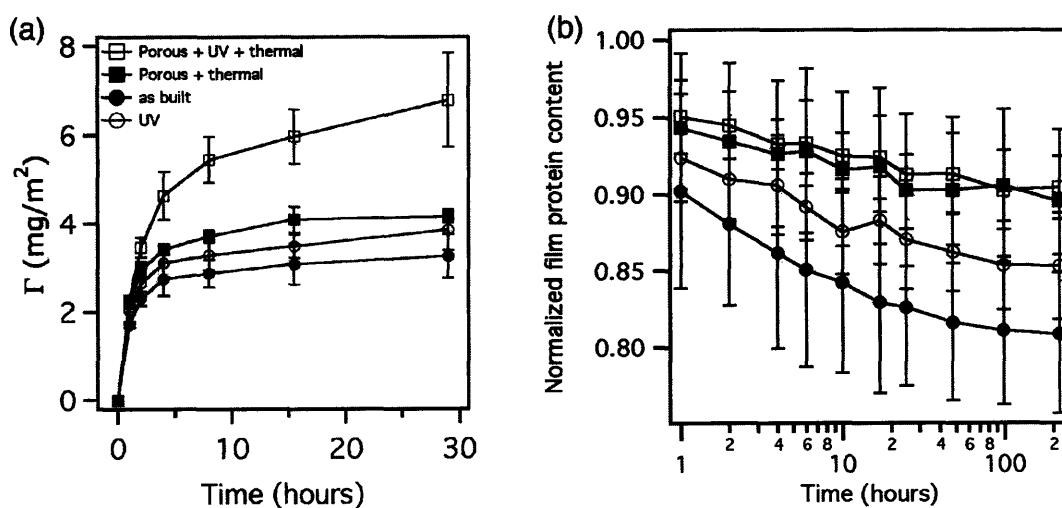 (a)
8
6
4
2
0
Γ (mg/m²)
Porous + UV + thermal
Porous + thermal
as built
UV
0 10 20 30
Time (hours)
(b)
1.00
0.95
0.90
0.85
0.80
Normalized film protein content
1 2 4 6 8 10 2 4 6 8 100 2
Time (hours)